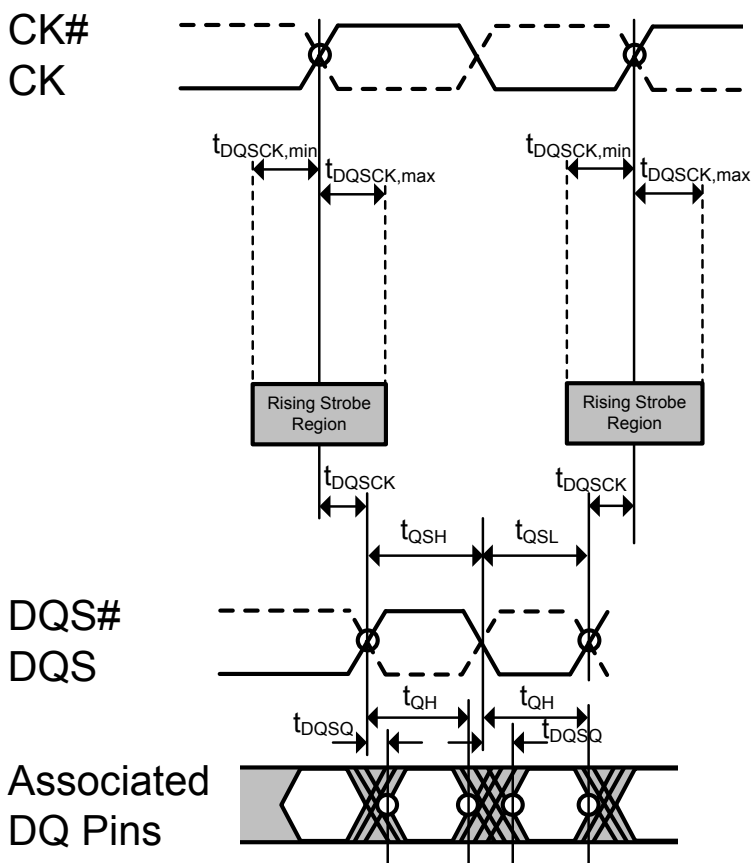 CK#
CK
tDQSCK,min
tDQSCK,max
tDQSCK,min
tDQSCK,max
Rising Strobe
Region
Rising Strobe
Region
tDQSCK
tDQSCK
tQSH
tQSL
DQS#
DQS
tQH
tQH
tDQSQ
tDQSQ
Associated
DQ Pins